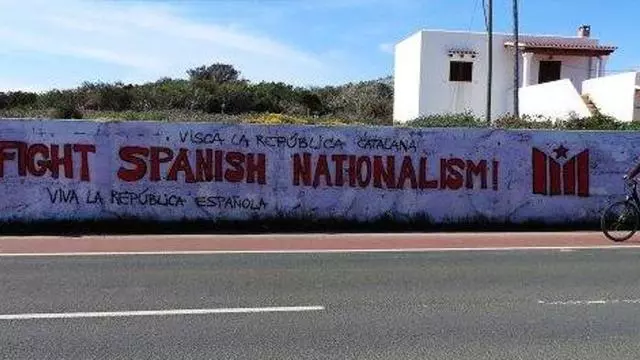 VISCA LA REPÚBLICA CATALANA
FIGHT SPANISH NATIONALISM!
VIVA LA REPÚBLICA ESPAÑOLA